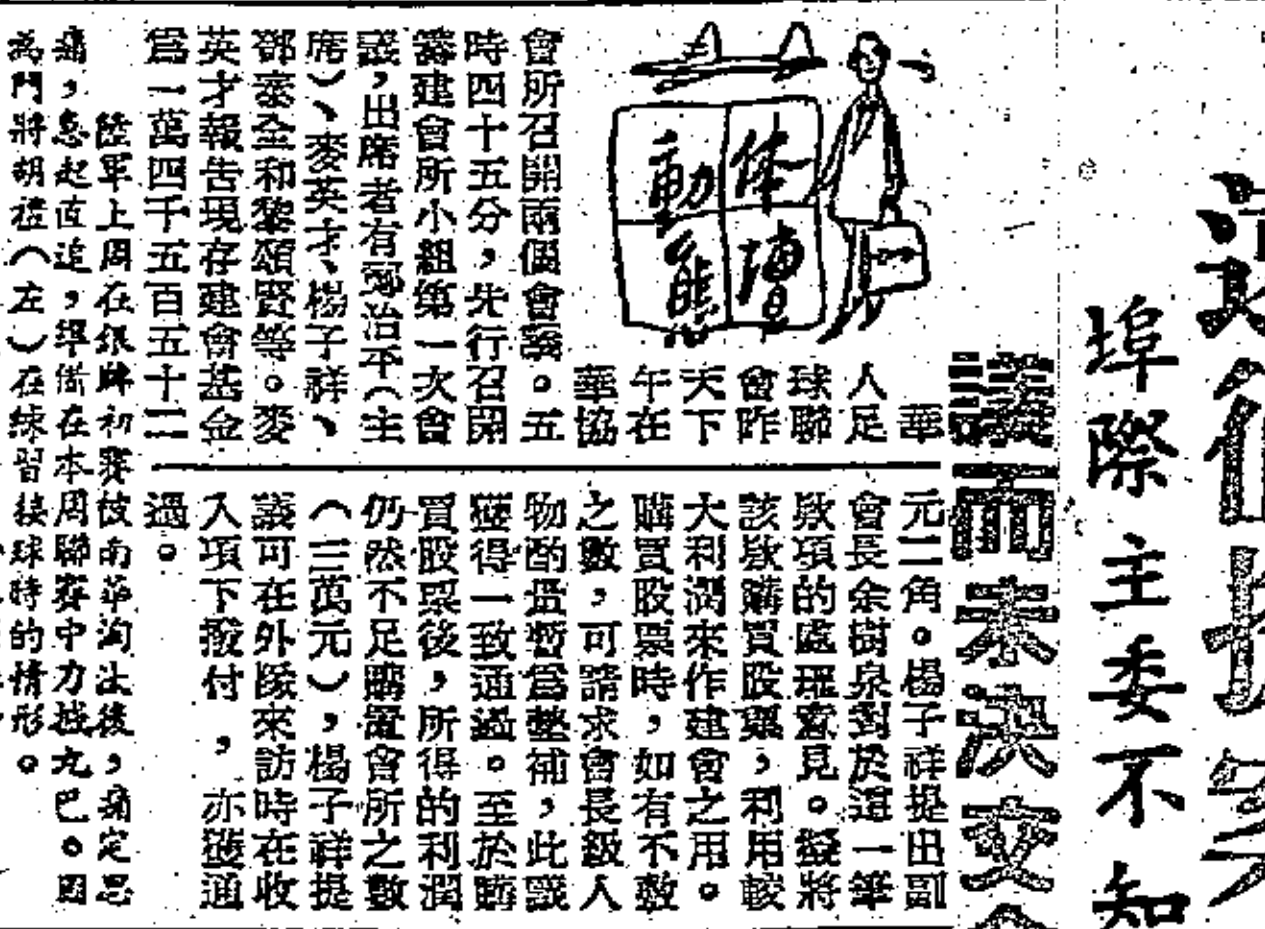 埠際主委不知
議而未決交
体壇
動態
華
人足
球聯
會昨
天下
午在
華協
會所召開兩個會議。五
時四十五分,先行召開
籌建會所小組第一次會
議,出席者有冠治平(主
席)、麥英才、楊子祥、
鄧泰金和黎頌賢等。麥
英才報告現存建會基金
爲一萬四千五百五十二
元二角。楊子祥提出副
會長余樹泉對於這一筆
欵項的處理意見。擬將
該欵購買股票,利用較
大利潤來作建會之用。
購買股票時,如有不敷
之數,可請求會長級人
物酌量暫爲墊補,此議
獲得一致通過。至於購
買股票後,所得的利潤
仍然不足購置會所之數
(三萬元),楊子祥提
議可在外隊來訪時在收
入項下撥付,亦獲通
過。
陸軍上周在銀牌初賽被南華淘汰後,痛定思
痛,急起直追,準備在本周聯賽中力挫九巴。圖
爲門將胡禮(左)在練習接球時的情形。